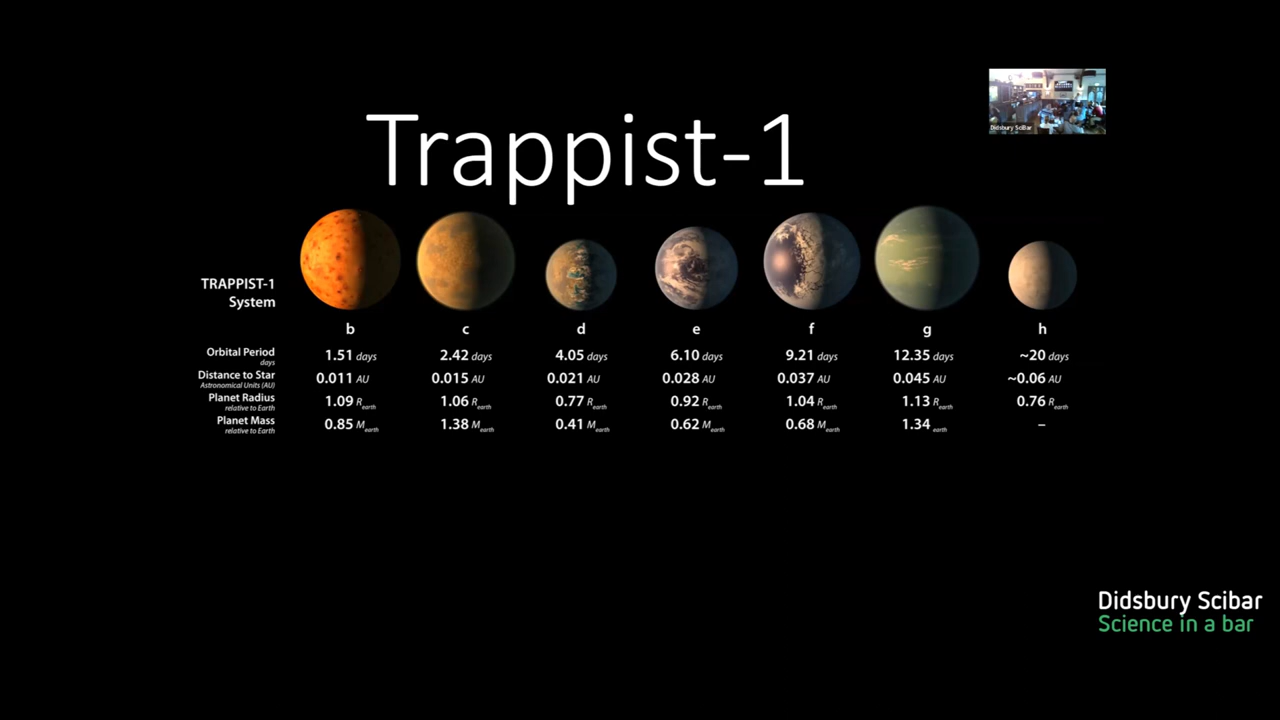 Didsbury SciBar
Trappist-1
TRAPPIST-1
System
b c d e f g h
Orbital Period 1.51 days 2.42 days 4.05 days 6.10 days 9.21 days 12.35 days ~20 days
days
Distance to Star 0.011 AU 0.015 AU 0.021 AU 0.028 AU 0.037 AU 0.045 AU ~0.06 AU
Astronomical Units (AU)
Planet Radius 1.09 Rearth 1.06 Rearth 0.77 Rearth 0.92 Rearth 1.04 Rearth 1.13 Rearth 0.76 Rearth
relative to Earth
Planet Mass 0.85 Mearth 1.38 Mearth 0.41 Mearth 0.62 Mearth 0.68 Mearth 1.34 earth –
relative to Earth
Didsbury Scibar
Science in a bar